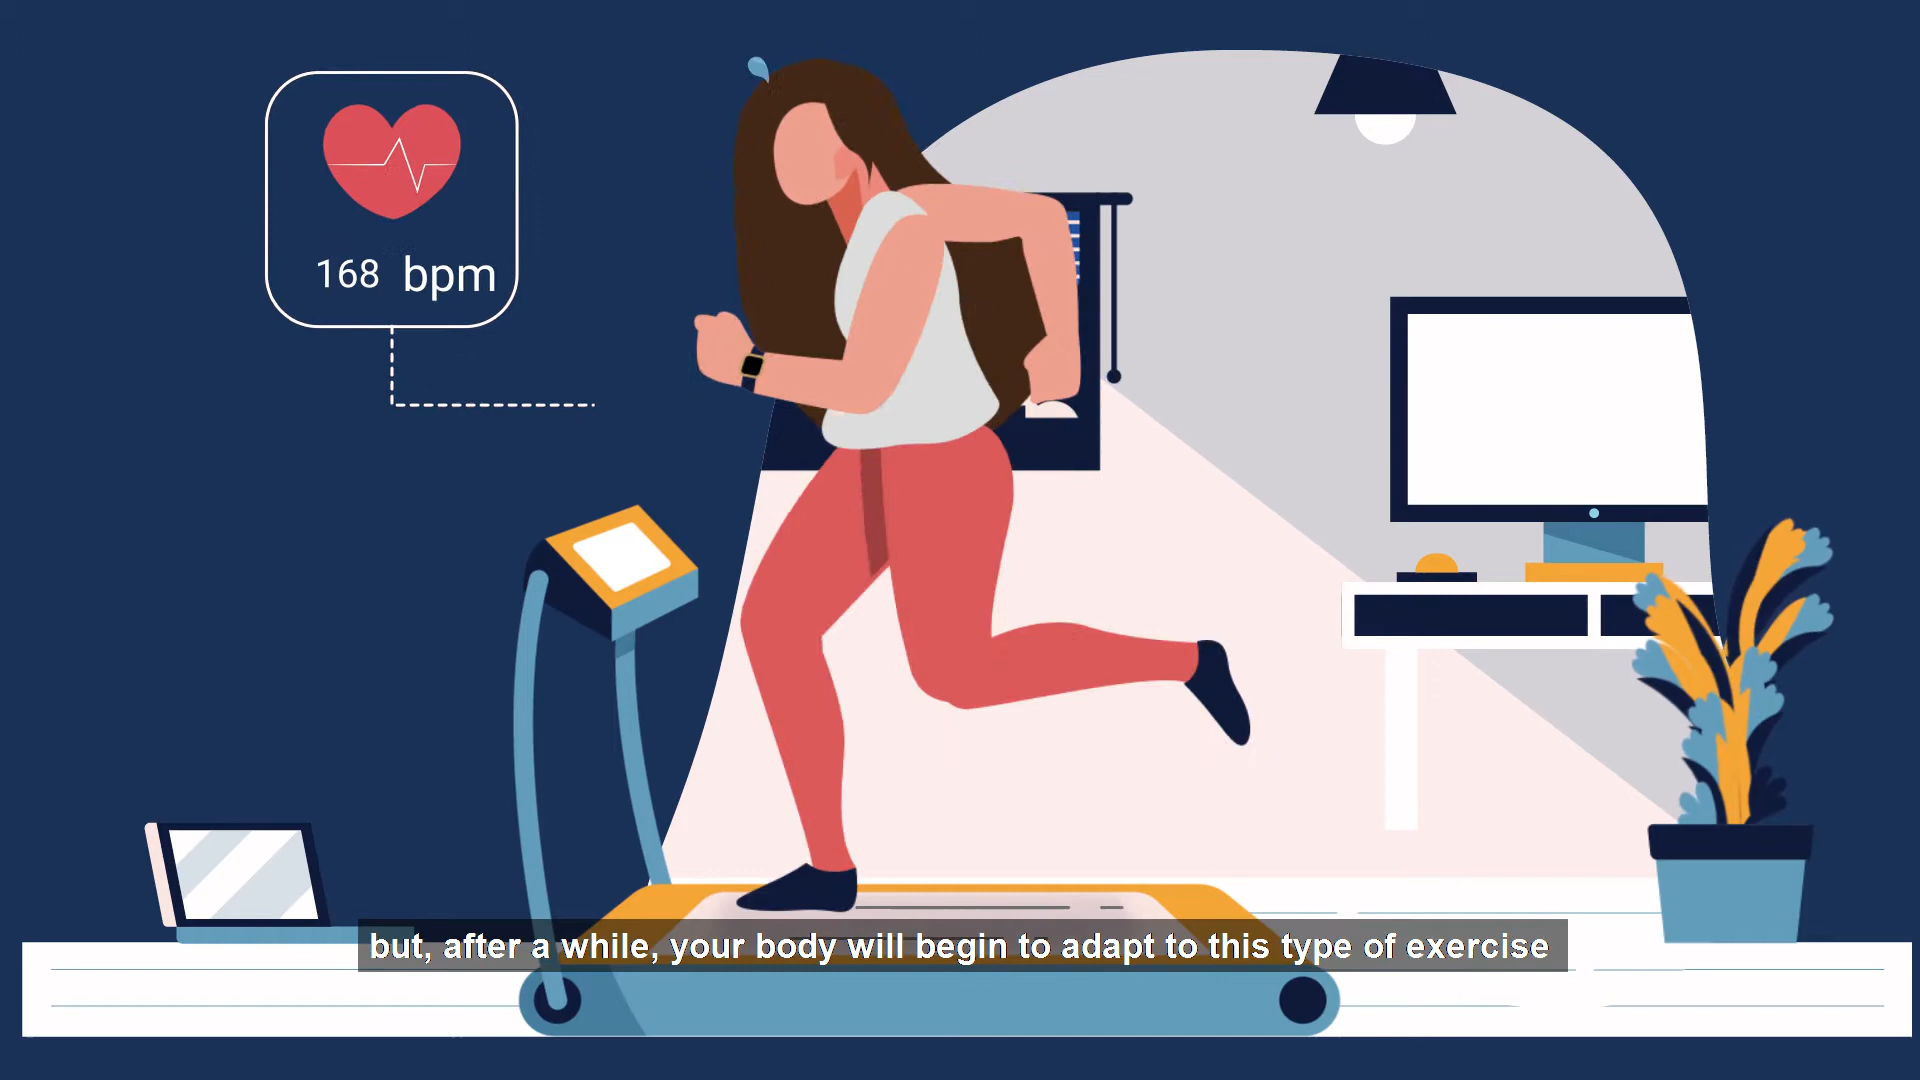 168 bpm
but, after a while, your body will begin to adapt to this type of exercise